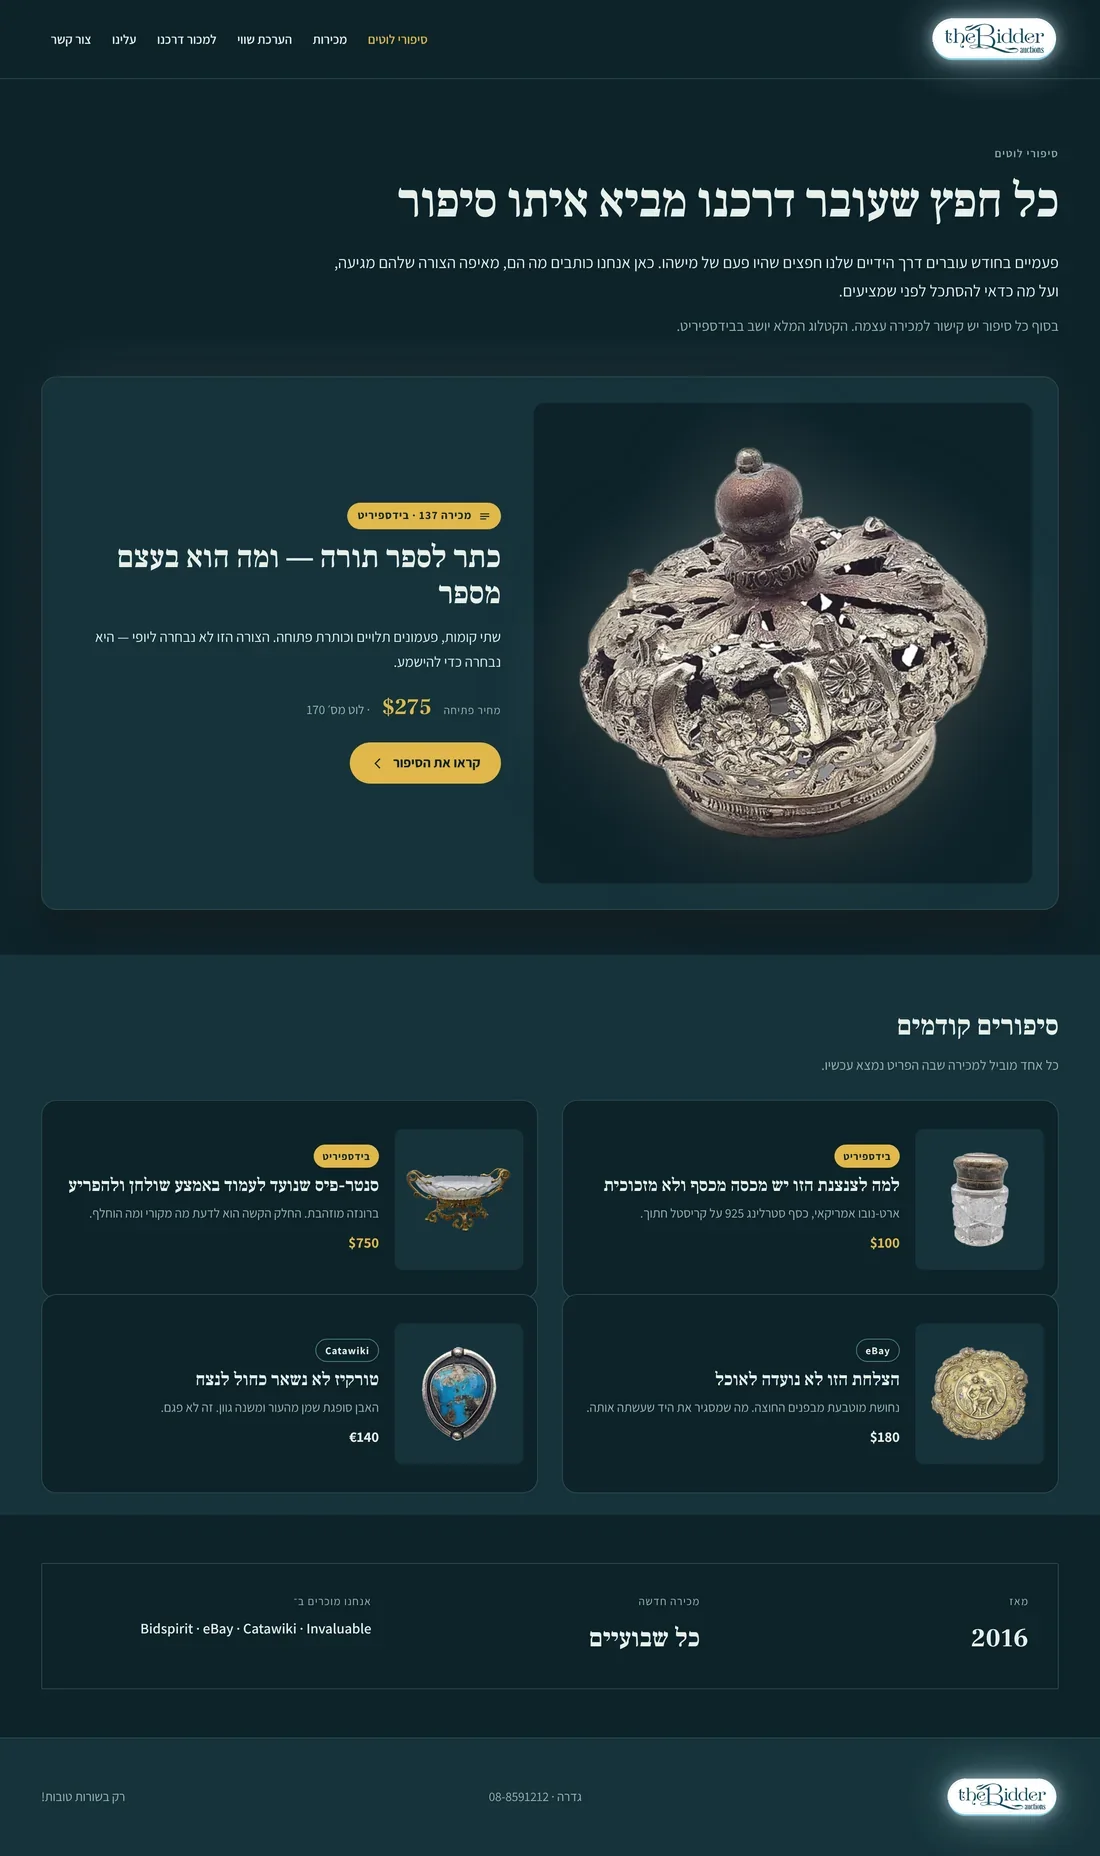 theBidder
auctions
סיפורי לוטים
מכירות
הערכת שווי
למכור דרכנו
עלינו
צור קשר
סיפורי לוטים
כל חפץ שעובר דרכנו מביא איתו סיפור
פעמיים בחודש עוברים דרך הידיים שלנו חפצים שהיו פעם של מישהו. כאן אנחנו כותבים מה הם, מאיפה הצורה שלהם מגיעה,
ועל מה כדאי להסתכל לפני שמציעים.
בסוף כל סיפור יש קישור למכירה עצמה. הקטלוג המלא יושב בבידספיריט.
מכירה 137 · בידספיריט
כתר לספר תורה — ומה הוא בעצם
מספר
שתי קומות, פעמונים תלויים וכותרת פתוחה. הצורה הזו לא נבחרה ליופי — היא
נבחרה כדי להישמע.
מחיר פתיחה $275 · לוט מס׳ 170
קראו את הסיפור
סיפורים קודמים
כל אחד מוביל למכירה שבה הפריט נמצא עכשיו.
בידספיריט
למה לצנצנת הזו יש מכסה מכסף ולא מזכוכית
ארט-נובו אמריקאי, כסף סטרלינג 925 על קריסטל חתוך.
$100
בידספיריט
סנטר-פיס שנועד לעמוד באמצע שולחן ולהפריע
ברונזה מוזהבת. החלק הקשה הוא לדעת מה מקורי ומה הוחלף.
$750
eBay
הצלחת הזו לא נועדה לאוכל
נחושת מוטבעת מבפנים החוצה. מה שמסגיר את היד שעשתה אותה.
$180
Catawiki
טורקיז לא נשאר כחול לנצח
האבן סופגת שמן מהעור ומשנה גוון. זה לא פגם.
€140
מאז
2016
מכירה חדשה
כל שבועיים
אנחנו מוכרים ב־
Bidspirit · eBay · Catawiki · Invaluable
theBidder
auctions
גדרה · 08-8591212
רק בשורות טובות!